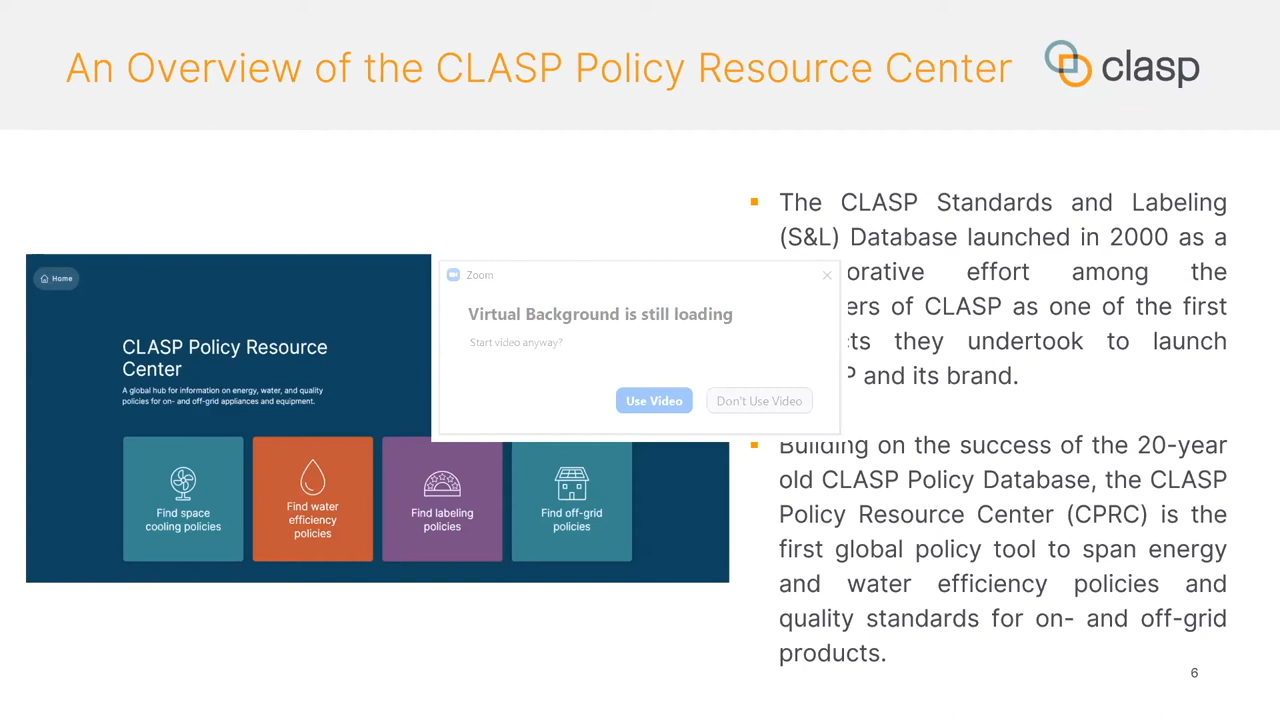 An Overview of the CLASP Policy Resource Center
clasp
Home
CLASP Policy Resource
Center
A global hub for information on energy, water, and quality
policies for on- and off-grid appliances and equipment.
Find space
cooling policies
Find water
efficiency
policies
Find labeling
policies
Find off-grid
policies
Zoom
Virtual Background is still loading
Start video anyway?
Use Video
Don't Use Video
The CLASP Standards and Labeling
(S&L) Database launched in 2000 as a
orative effort among the
ers of CLASP as one of the first
ts they undertook to launch
P and its brand.
Building on the success of the 20-year
old CLASP Policy Database, the CLASP
Policy Resource Center (CPRC) is the
first global policy tool to span energy
and water efficiency policies and
quality standards for on- and off-grid
products.
6